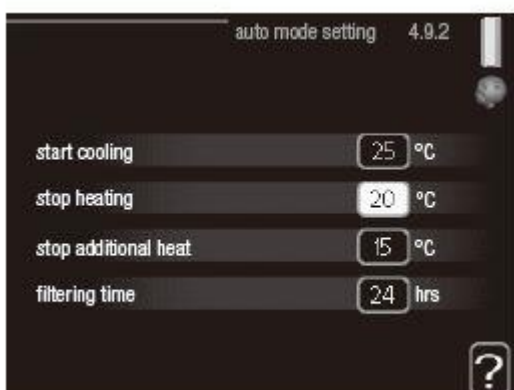 auto mode setting 4.9.2
start cooling 25 °C
stop heating 20 °C
stop additional heat 15 °C
filtering time 24 hrs
?